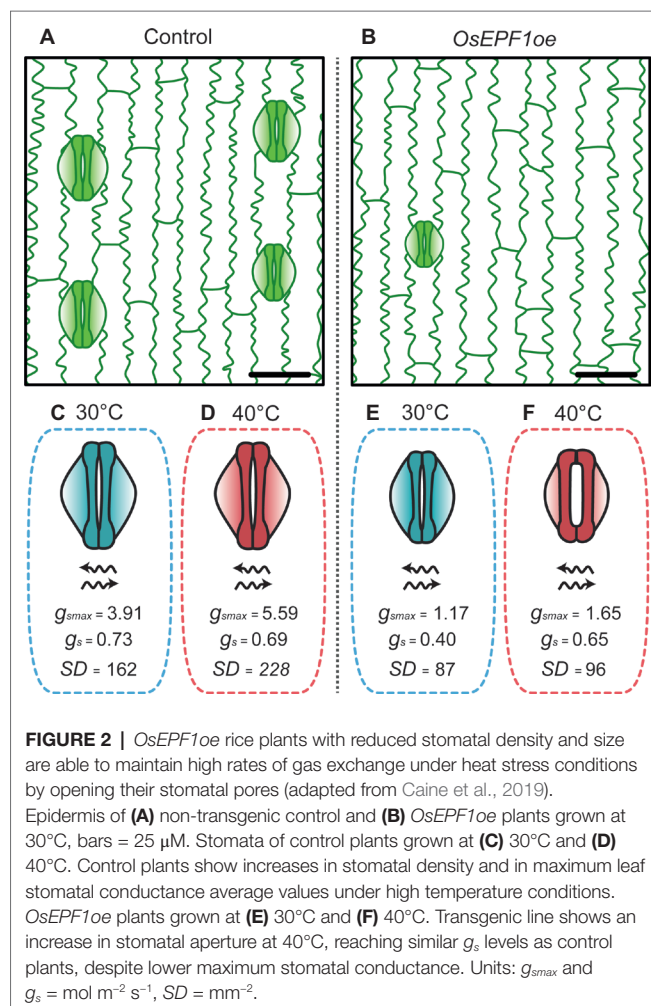 A Control
B OsEPF1oe
C 30°C
D 40°C
E 30°C
F 40°C
gsmax = 3.91
gs = 0.73
SD = 162
gsmax = 5.59
gs = 0.69
SD = 228
gsmax = 1.17
gs = 0.40
SD = 87
gsmax = 1.65
gs = 0.65
SD = 96
FIGURE 2 | OsEPF1oe rice plants with reduced stomatal density and size
are able to maintain high rates of gas exchange under heat stress conditions
by opening their stomatal pores (adapted from Caine et al., 2019).
Epidermis of (A) non-transgenic control and (B) OsEPF1oe plants grown at
30°C, bars = 25 μM. Stomata of control plants grown at (C) 30°C and (D)
40°C. Control plants show increases in stomatal density and in maximum leaf
stomatal conductance average values under high temperature conditions.
OsEPF1oe plants grown at (E) 30°C and (F) 40°C. Transgenic line shows an
increase in stomatal aperture at 40°C, reaching similar gs levels as control
plants, despite lower maximum stomatal conductance. Units: gsmax and
gs = mol m⁻² s⁻¹, SD = mm⁻².